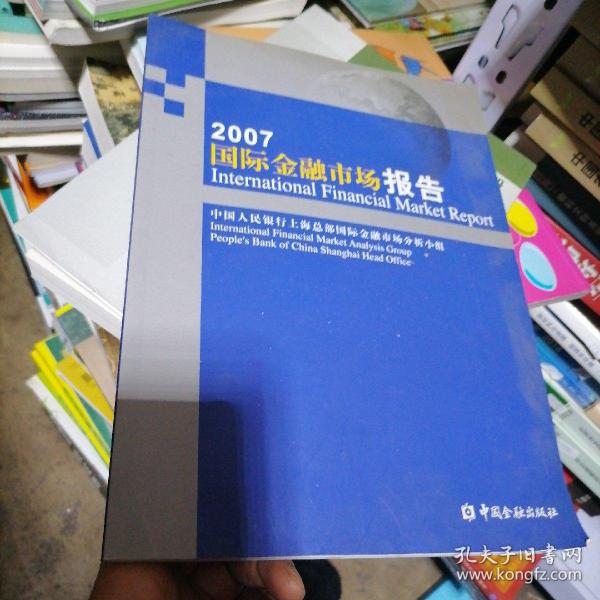 2007
国际金融市场报告
International Financial Market Report
中国人民银行上海总部国际金融市场分析小组
International Financial Market Analysis Group
People's Bank of China Shanghai Head Office
中国金融出版社
孔夫子旧书网
www.kongfz.com